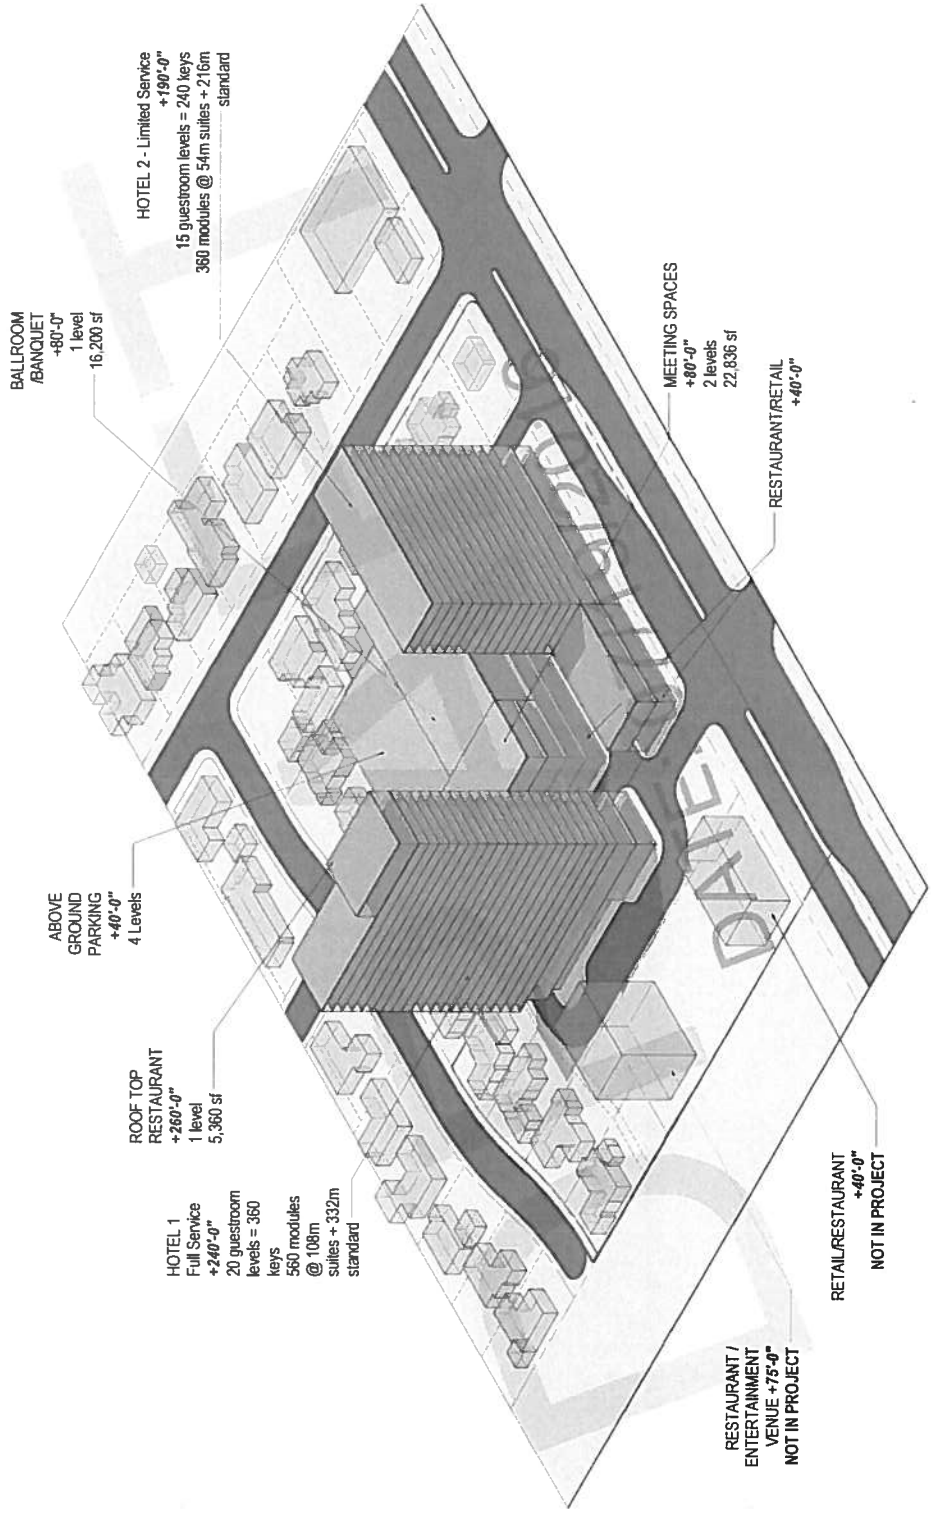 HOTEL 2 - Limited Service
+190'-0"
15 guestroom levels = 240 keys
360 modules @ 54m suites + 216m
standard
BALLROOM
/BANQUET
+80'-0"
1 level
16,200 sf
MEETING SPACES
+80'-0"
2 levels
22,836 sf
RESTAURANT/RETAIL
+40'-0"
ABOVE
GROUND
PARKING
+40'-0"
4 Levels
ROOF TOP
RESTAURANT
+260'-0"
1 level
5,360 sf
HOTEL 1
Full Service
+240'-0"
20 guestroom
levels = 360
keys
560 modules
@ 108m
suites + 332m
standard
RETAIL/RESTAURANT
+40'-0"
NOT IN PROJECT
RESTAURANT /
ENTERTAINMENT
VENUE +75'-0"
NOT IN PROJECT
DATE: